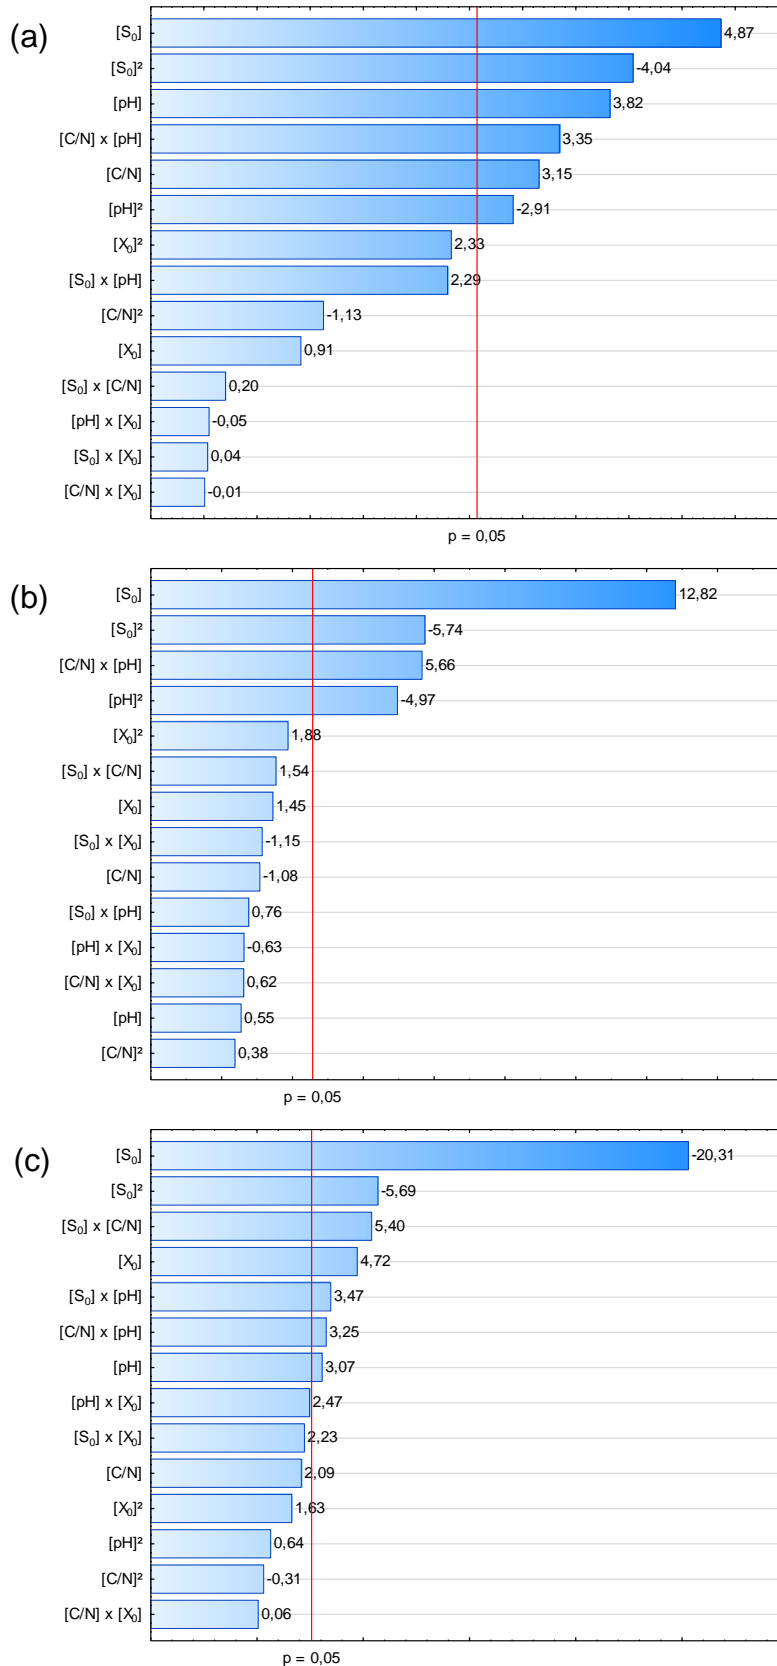 (a)
[S₀] 4,87
[S₀]² -4,04
[pH] 3,82
[C/N] x [pH] 3,35
[C/N] 3,15
[pH]² -2,91
[X₀]² 2,33
[S₀] x [pH] 2,29
[C/N]² -1,13
[X₀] 0,91
[S₀] x [C/N] 0,20
[pH] x [X₀] -0,05
[S₀] x [X₀] 0,04
[C/N] x [X₀] -0,01
p = 0,05
(b)
[S₀] 12,82
[S₀]² -5,74
[C/N] x [pH] 5,66
[pH]² -4,97
[X₀]² 1,88
[S₀] x [C/N] 1,54
[X₀] 1,45
[S₀] x [X₀] -1,15
[C/N] -1,08
[S₀] x [pH] 0,76
[pH] x [X₀] -0,63
[C/N] x [X₀] 0,62
[pH] 0,55
[C/N]² 0,38
p = 0,05
(c)
[S₀] -20,31
[S₀]² -5,69
[S₀] x [C/N] 5,40
[X₀] 4,72
[S₀] x [pH] 3,47
[C/N] x [pH] 3,25
[pH] 3,07
[pH] x [X₀] 2,47
[S₀] x [X₀] 2,23
[C/N] 2,09
[X₀]² 1,63
[pH]² 0,64
[C/N]² -0,31
[C/N] x [X₀] 0,06
p = 0,05